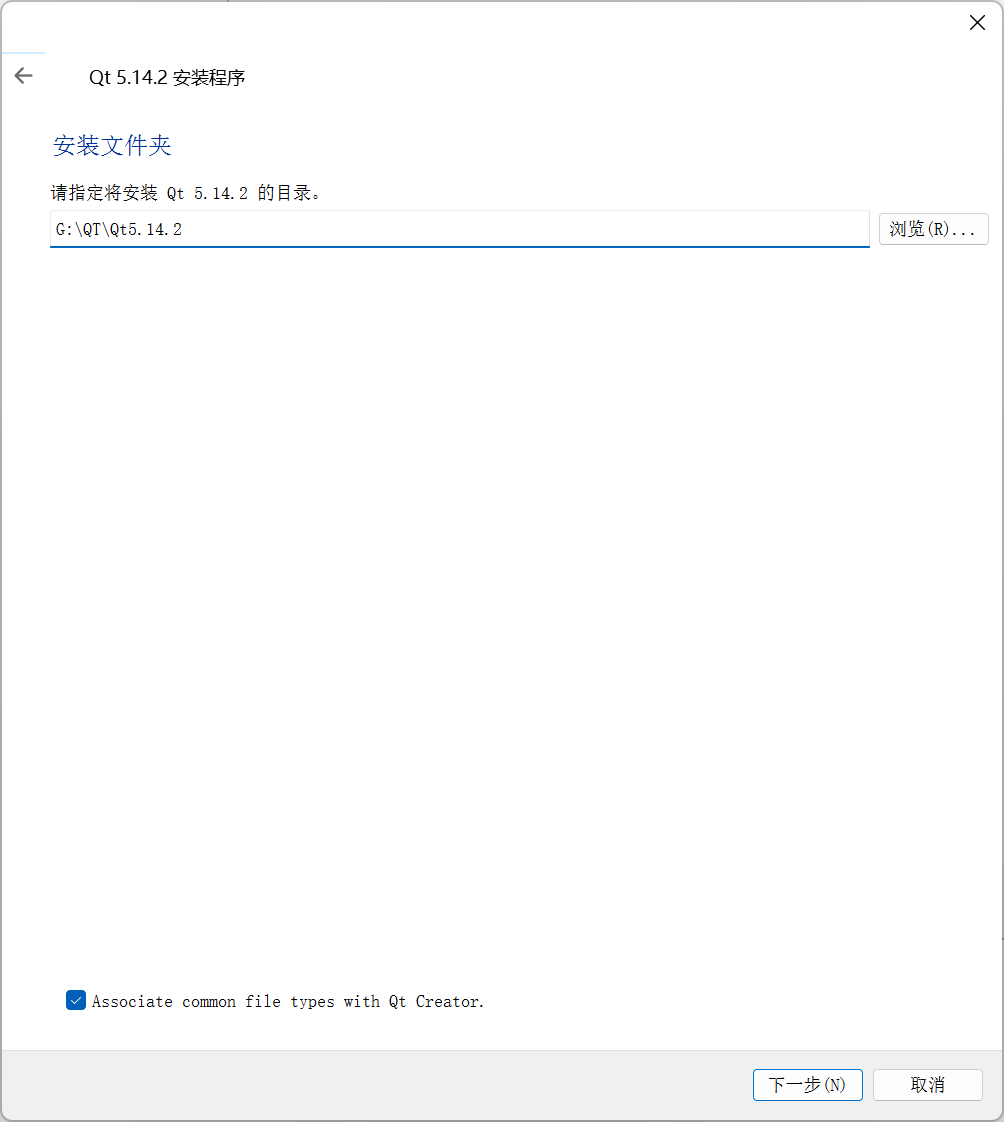 Qt 5.14.2 安装程序
安装文件夹
请指定将安装 Qt 5.14.2 的目录。
G:\QT\Qt5.14.2
浏览(R)...
Associate common file types with Qt Creator.
下一步(N)
取消